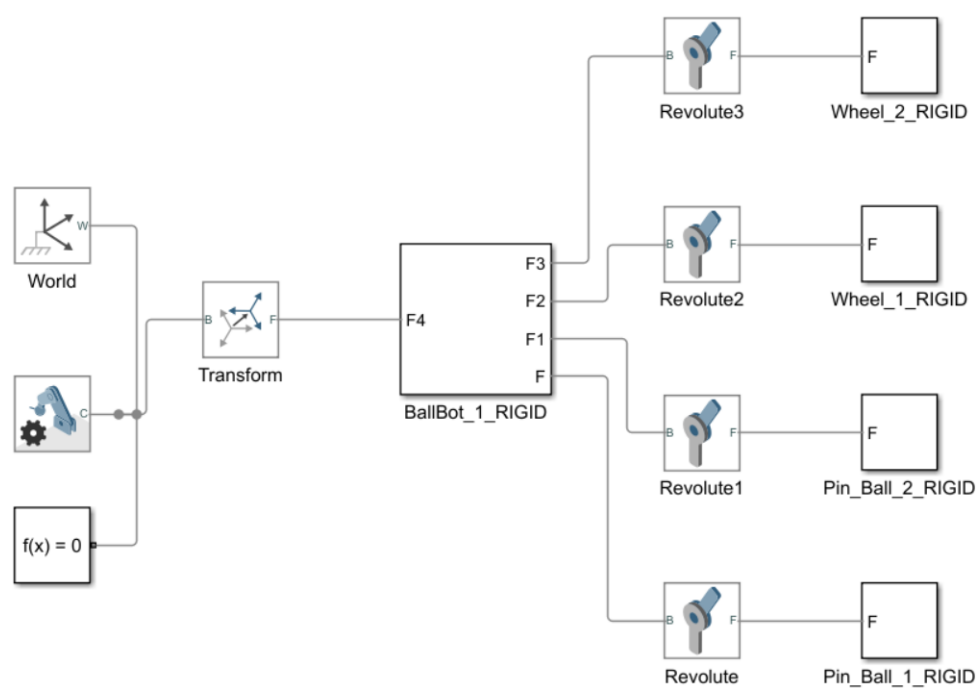 B
F
Revolute3
F
Wheel_2_RIGID
W
World
B
F
Revolute2
F
Wheel_1_RIGID
B
F
Transform
F4
F3
F2
F1
F
BallBot_1_RIGID
C
B
F
Revolute1
F
Pin_Ball_2_RIGID
f(x) = 0
B
F
Revolute
F
Pin_Ball_1_RIGID